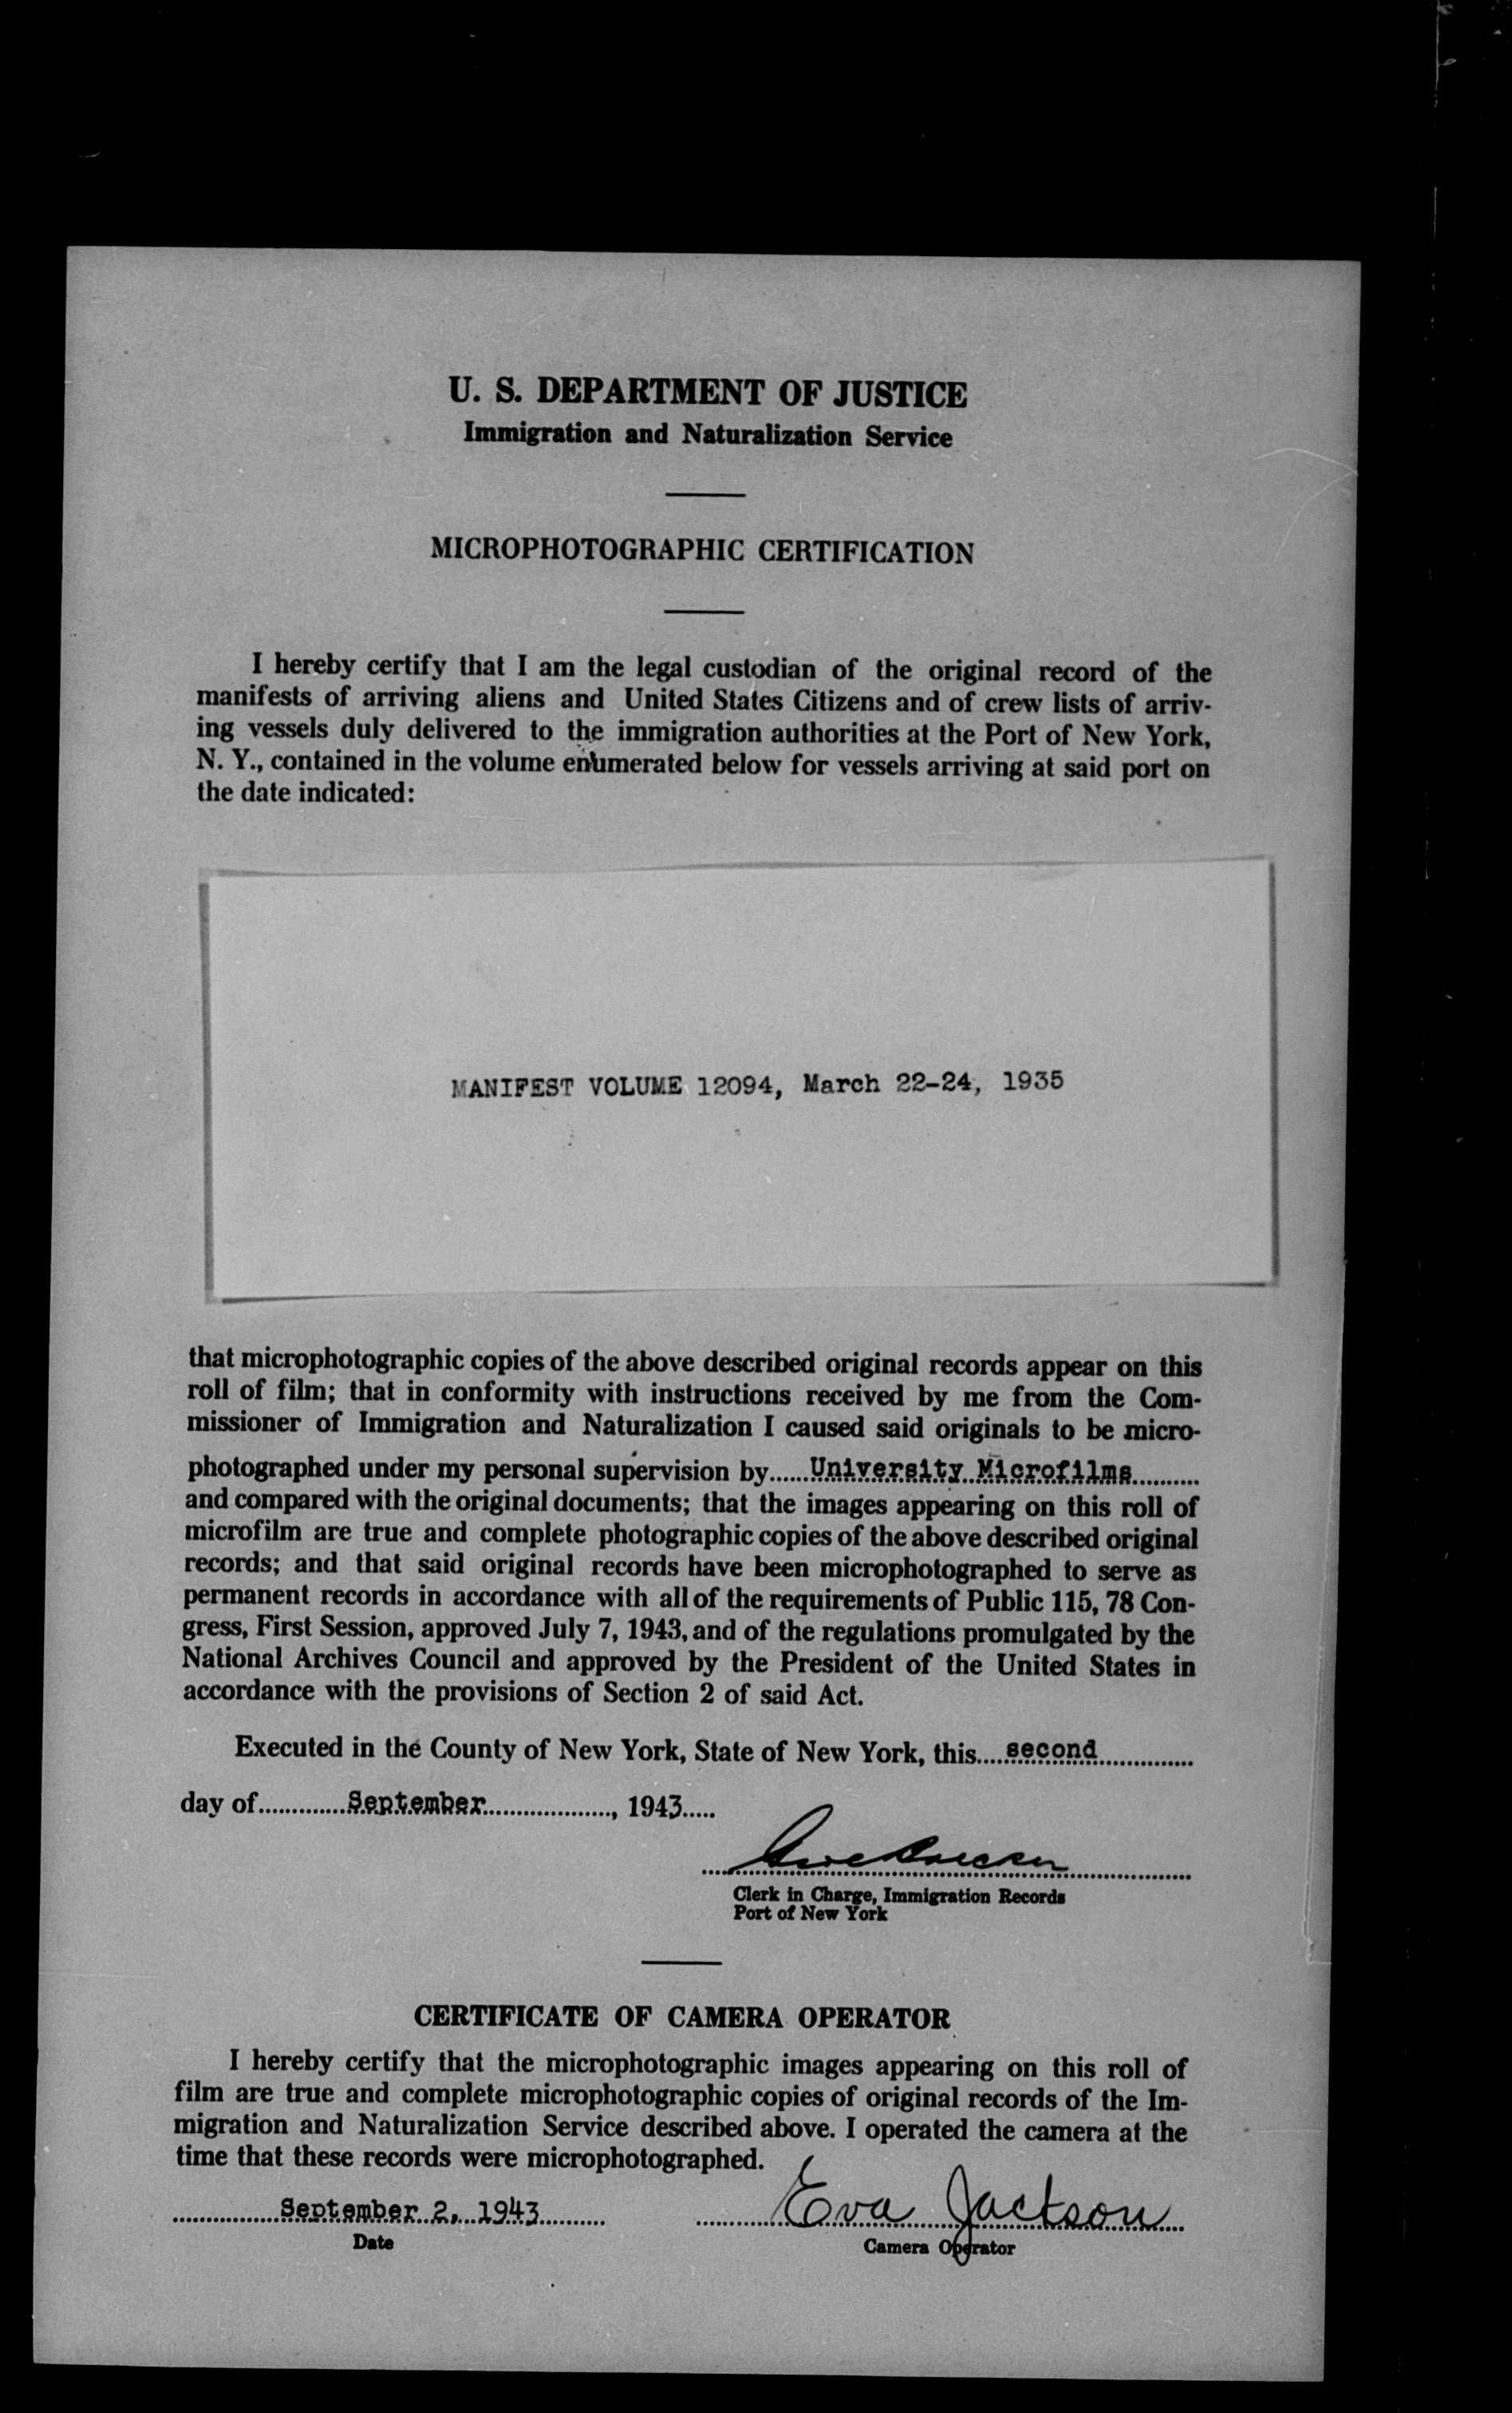 U. S. DEPARTMENT OF JUSTICE
Immigration and Naturalization Service
MICROPHOTOGRAPHIC CERTIFICATION
I hereby certify that I am the legal custodian of the original record of the
manifests of arriving aliens and United States Citizens and of crew lists of arriv-
ing vessels duly delivered to the immigration authorities at the Port of New York,
N. Y., contained in the volume enumerated below for vessels arriving at said port on
the date indicated:
MANIFEST VOLUME 12094, March 22-24, 1935
that microphotographic copies of the above described original records appear on this
roll of film; that in conformity with instructions received by me from the Com-
missioner of Immigration and Naturalization I caused said originals to be micro-
photographed under my personal supervision by......University Microfilms..........
and compared with the original documents; that the images appearing on this roll of
microfilm are true and complete photographic copies of the above described original
records; and that said original records have been microphotographed to serve as
permanent records in accordance with all of the requirements of Public 115, 78 Con-
gress, First Session, approved July 7, 1943, and of the regulations promulgated by the
National Archives Council and approved by the President of the United States in
accordance with the provisions of Section 2 of said Act.
Executed in the County of New York, State of New York, this.....second...............
day of..............September...................., 1943.....
Clerk in Charge, Immigration Records
Port of New York
CERTIFICATE OF CAMERA OPERATOR
I hereby certify that the microphotographic images appearing on this roll of
film are true and complete microphotographic copies of original records of the Im-
migration and Naturalization Service described above. I operated the camera at the
time that these records were microphotographed.
September 2, 1943 Eva Jackson
Date Camera Operator